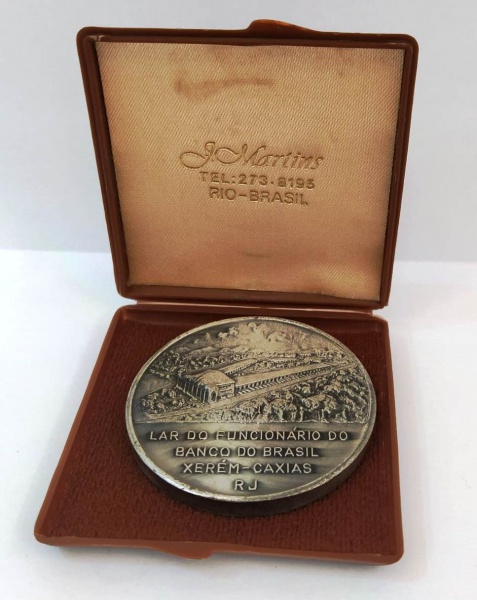 J. Martins
TEL: 273.8195
RIO-BRASIL
LAR DO FUNCIONÁRIO DO
BANCO DO BRASIL
XERÉM-CAXIAS
RJ